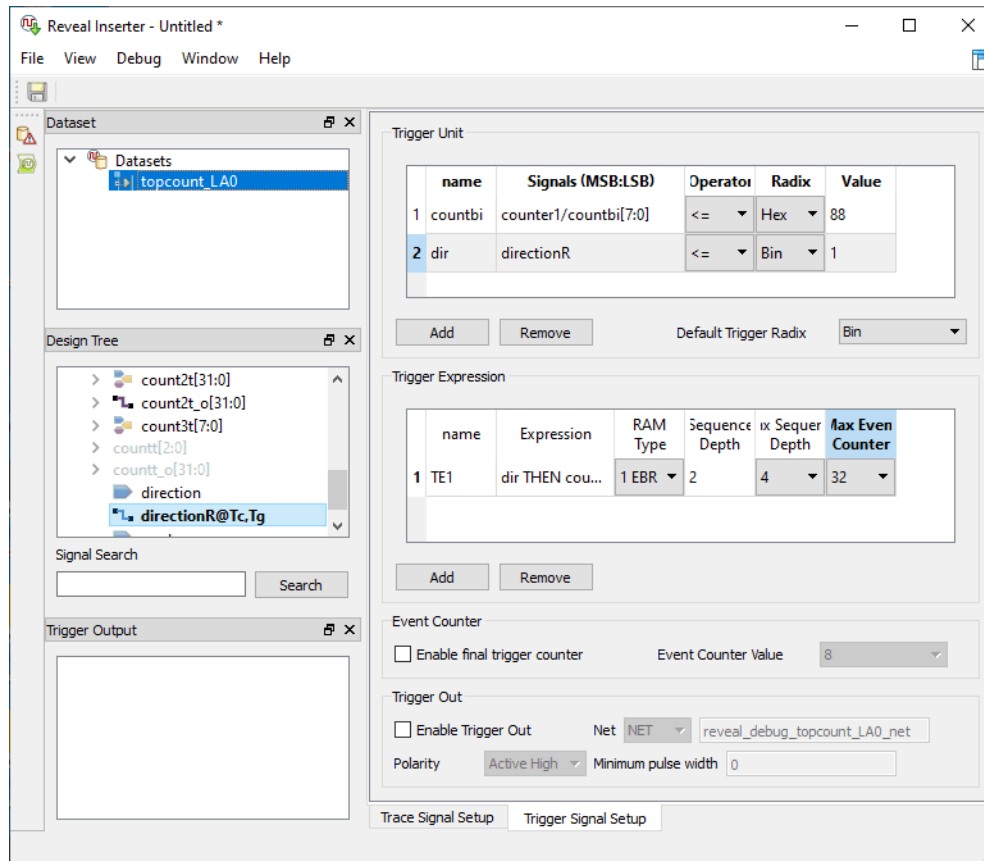 Reveal Inserter - Untitled *
File View Debug Window Help
Dataset
Datasets
topcount_LA0
Design Tree
count2t[31:0]
count2t_o[31:0]
count3t[7:0]
countt[2:0]
countt_o[31:0]
direction
directionR@Tc,Tg
Signal Search
Search
Trigger Output
Trigger Unit
name Signals (MSB:LSB) Operator Radix Value
1 countbi counter1/countbi[7:0] <= Hex 88
2 dir directionR <= Bin 1
Add Remove Default Trigger Radix Bin
Trigger Expression
name Expression RAM Type Sequence Depth ıx Sequer Depth Max Even Counter
1 TE1 dir THEN cou... 1 EBR 2 4 32
Add Remove
Event Counter
Enable final trigger counter Event Counter Value 8
Trigger Out
Enable Trigger Out Net NET reveal_debug_topcount_LA0_net
Polarity Active High Minimum pulse width 0
Trace Signal Setup Trigger Signal Setup